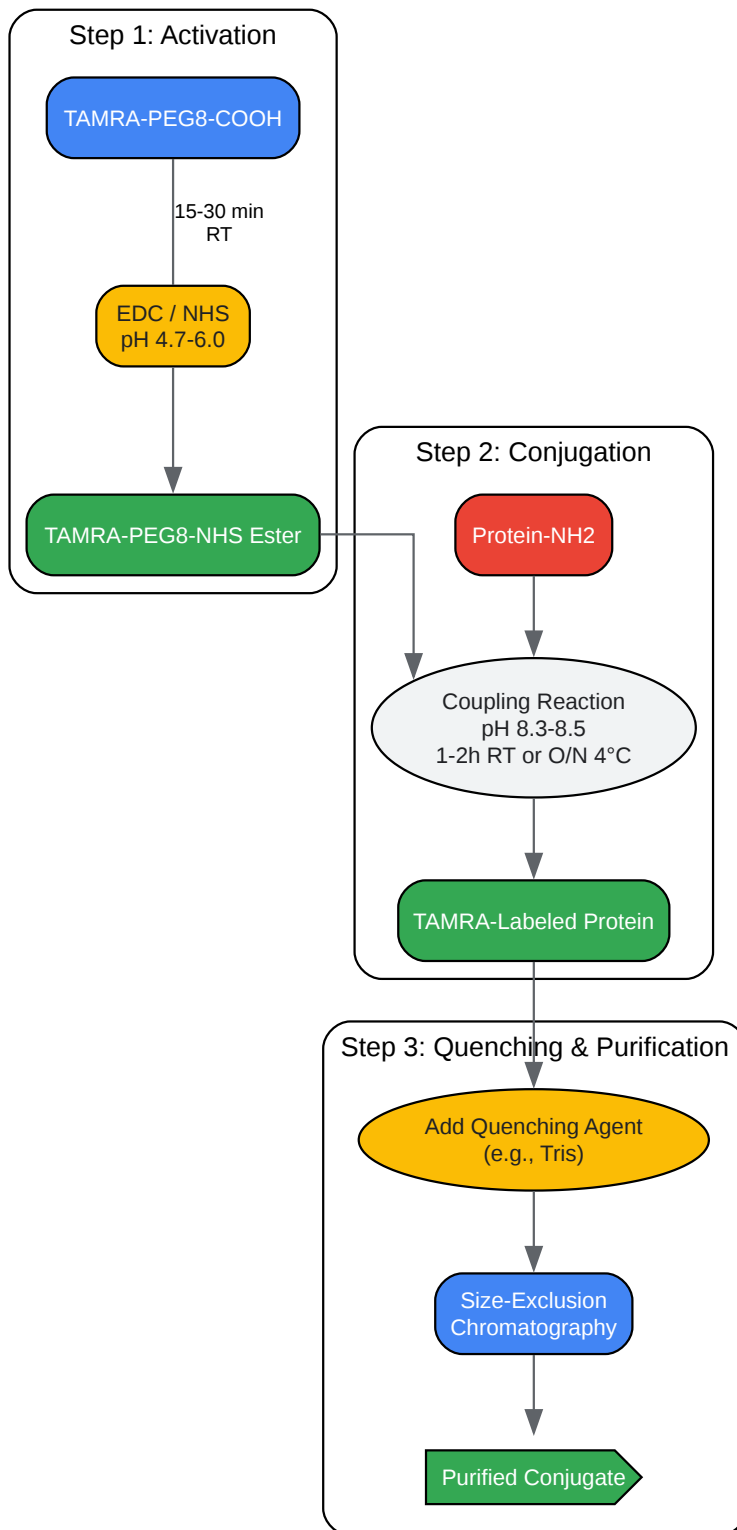 Step 1: Activation
TAMRA-PEG8-COOH
15-30 min
RT
EDC / NHS
pH 4.7-6.0
TAMRA-PEG8-NHS Ester
Step 2: Conjugation
Protein-NH2
Coupling Reaction
pH 8.3-8.5
1-2h RT or O/N 4°C
TAMRA-Labeled Protein
Step 3: Quenching & Purification
Add Quenching Agent
(e.g., Tris)
Size-Exclusion
Chromatography
Purified Conjugate